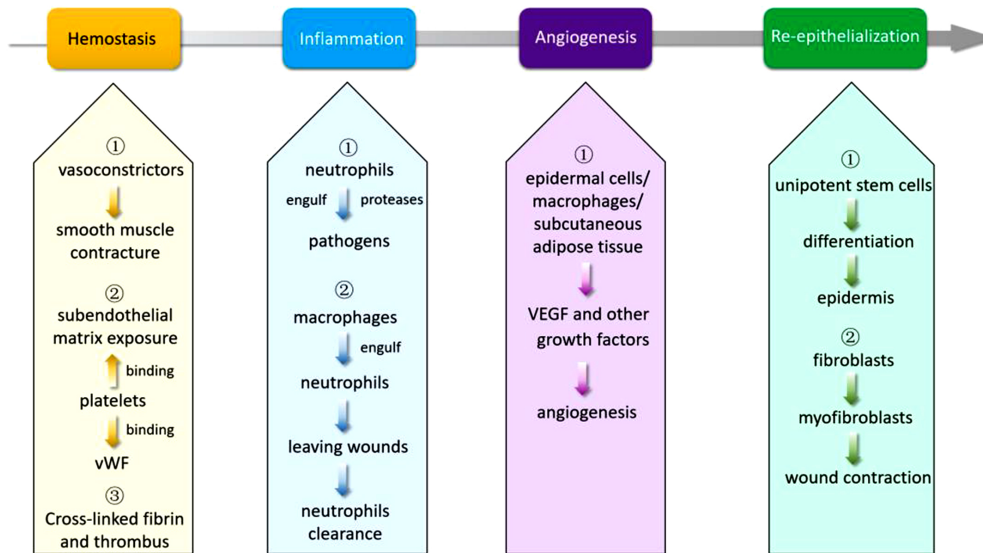 Hemostasis
Inflammation
Angiogenesis
Re-epithelialization
①
vasoconstrictors
smooth muscle
contracture
②
subendothelial
matrix exposure
binding
platelets
binding
vWF
③
Cross-linked fibrin
and thrombus
①
neutrophils
engulf proteases
pathogens
②
macrophages
engulf
neutrophils
leaving wounds
neutrophils
clearance
①
epidermal cells/
macrophages/
subcutaneous
adipose tissue
VEGF and other
growth factors
angiogenesis
①
unipotent stem cells
differentiation
epidermis
②
fibroblasts
myofibroblasts
wound contraction